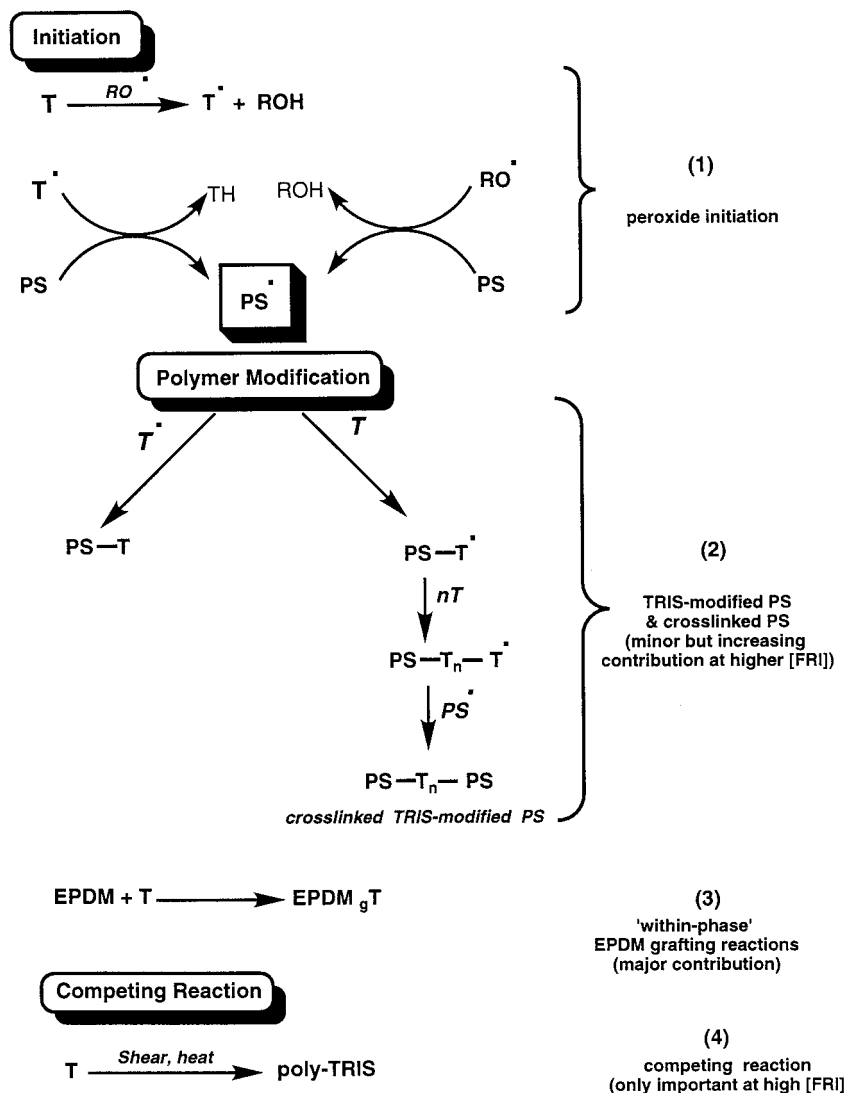 Initiation
RO•
T → T• + ROH
(1)
peroxide initiation
T•
TH
ROH
RO•
PS
PS
PS•
Polymer Modification
T•
T
PS—T
PS—T•
nT
PS—Tn—T•
PS•
PS—Tn—PS
crosslinked TRIS-modified PS
(2)
TRIS-modified PS
& crosslinked PS
(minor but increasing
contribution at higher [FRI])
EPDM + T → EPDM gT
(3)
'within-phase'
EPDM grafting reactions
(major contribution)
Competing Reaction
Shear, heat
T → poly-TRIS
(4)
competing reaction
(only important at high [FRI]